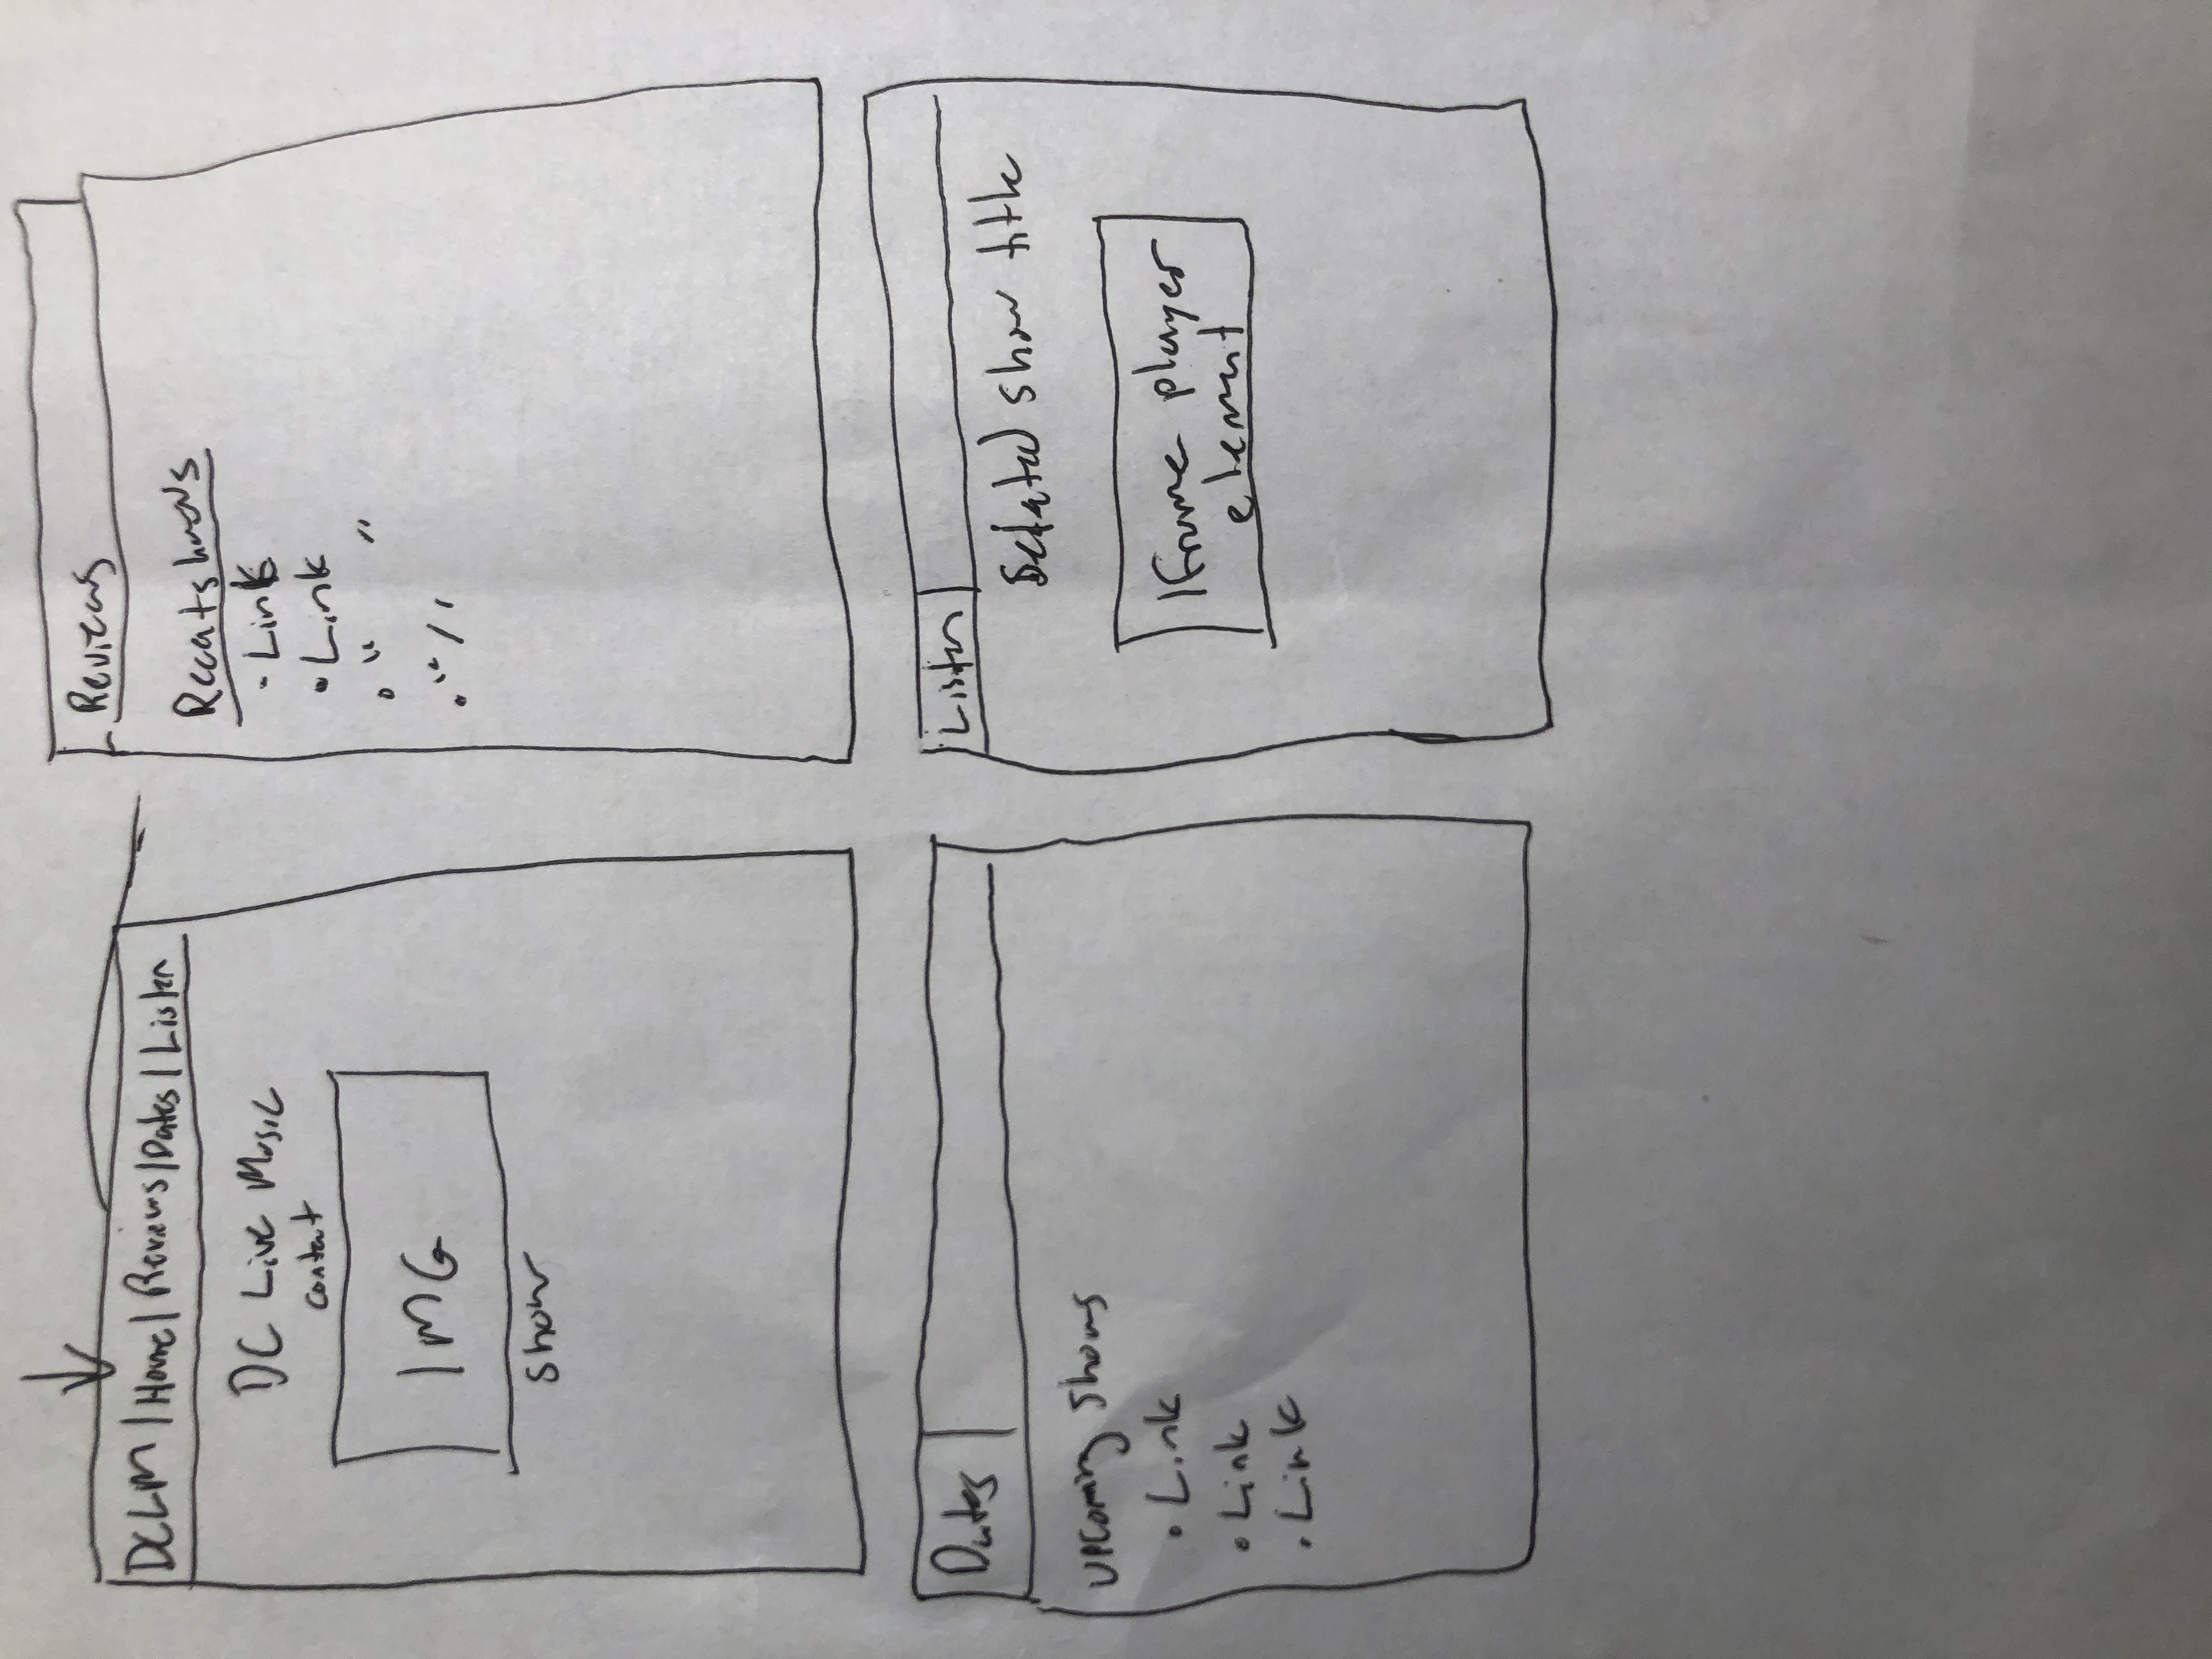 DCLM | Home | Reviews | Dates | Listen
DC Live Music
content
IMG
show
Reviews
Recent shows
• Link
• Link
• " "
• " "
Dates
Upcoming Shows
• Link
• Link
• Link
Listen
Selected show title
IFrame player
element